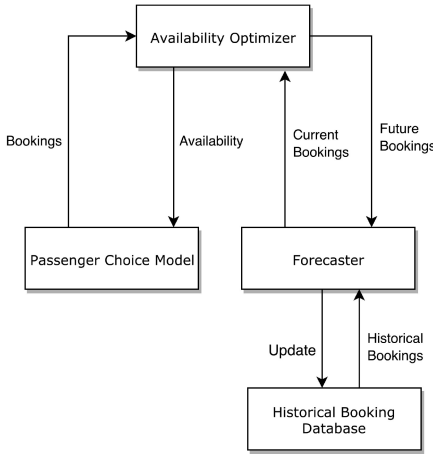 Availability Optimizer
Bookings
Availability
Current
Bookings
Future
Bookings
Passenger Choice Model
Forecaster
Update
Historical
Bookings
Historical Booking
Database